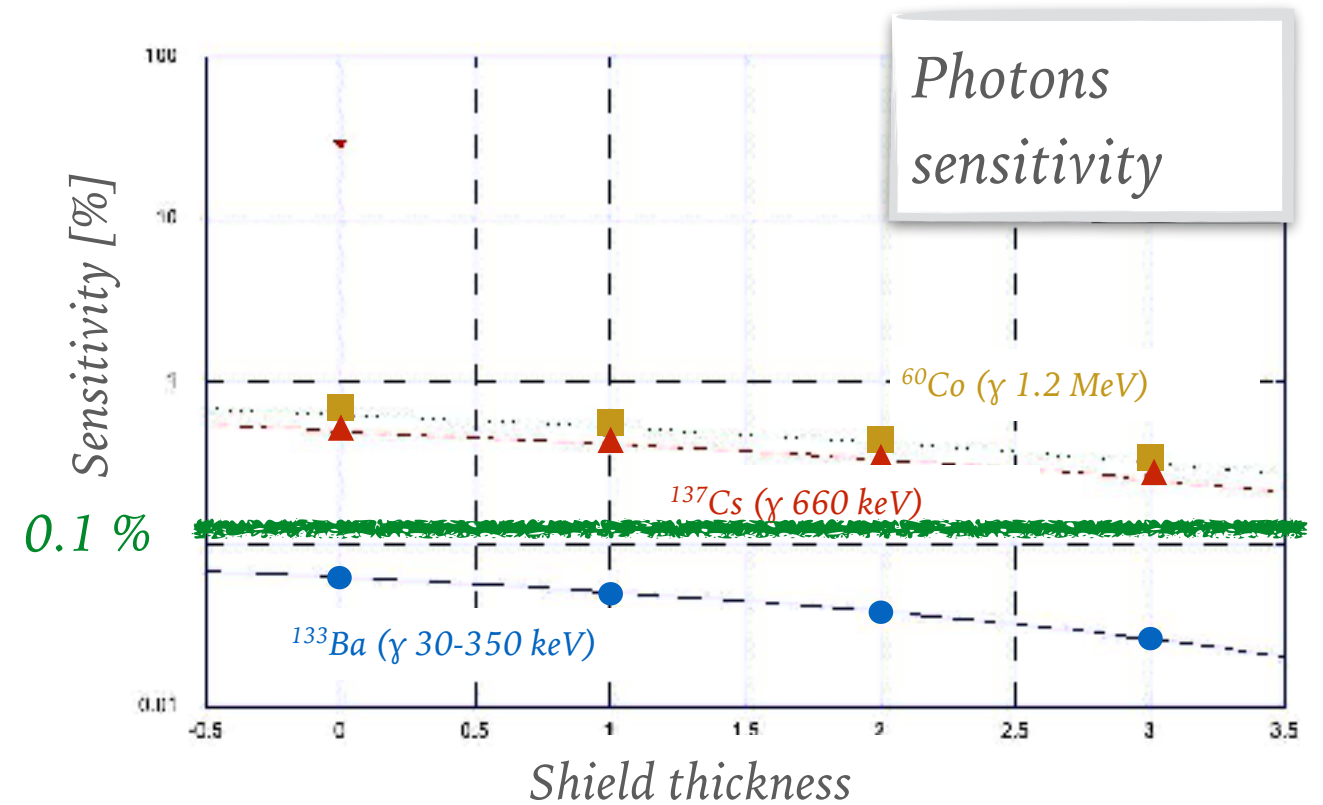 Photons
sensitivity
100
10
1
0.1 %
0.01
Sensitivity [%]
⁶⁰Co (γ 1.2 MeV)
¹³⁷Cs (γ 660 keV)
¹³³Ba (γ 30-350 keV)
-0.5 0 0.5 1 1.5 2 2.5 3 3.5
Shield thickness